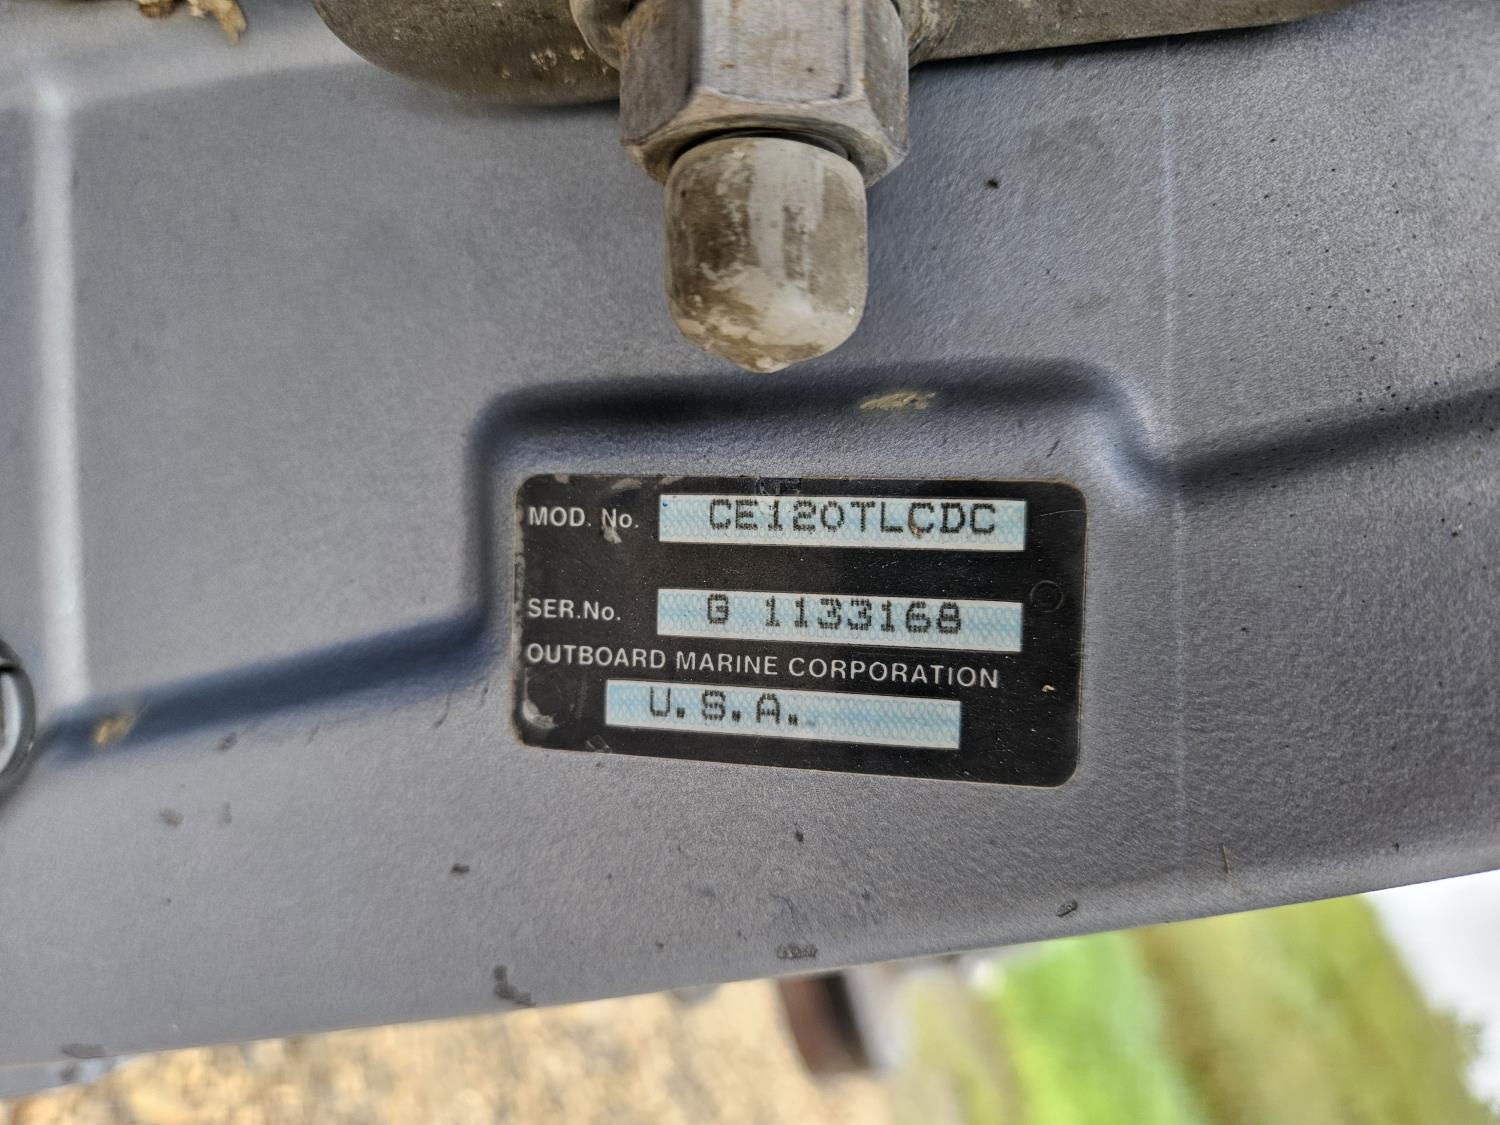 MOD. No. CE120TLCDC
SER.No. G 1133168
OUTBOARD MARINE CORPORATION
U.S.A.